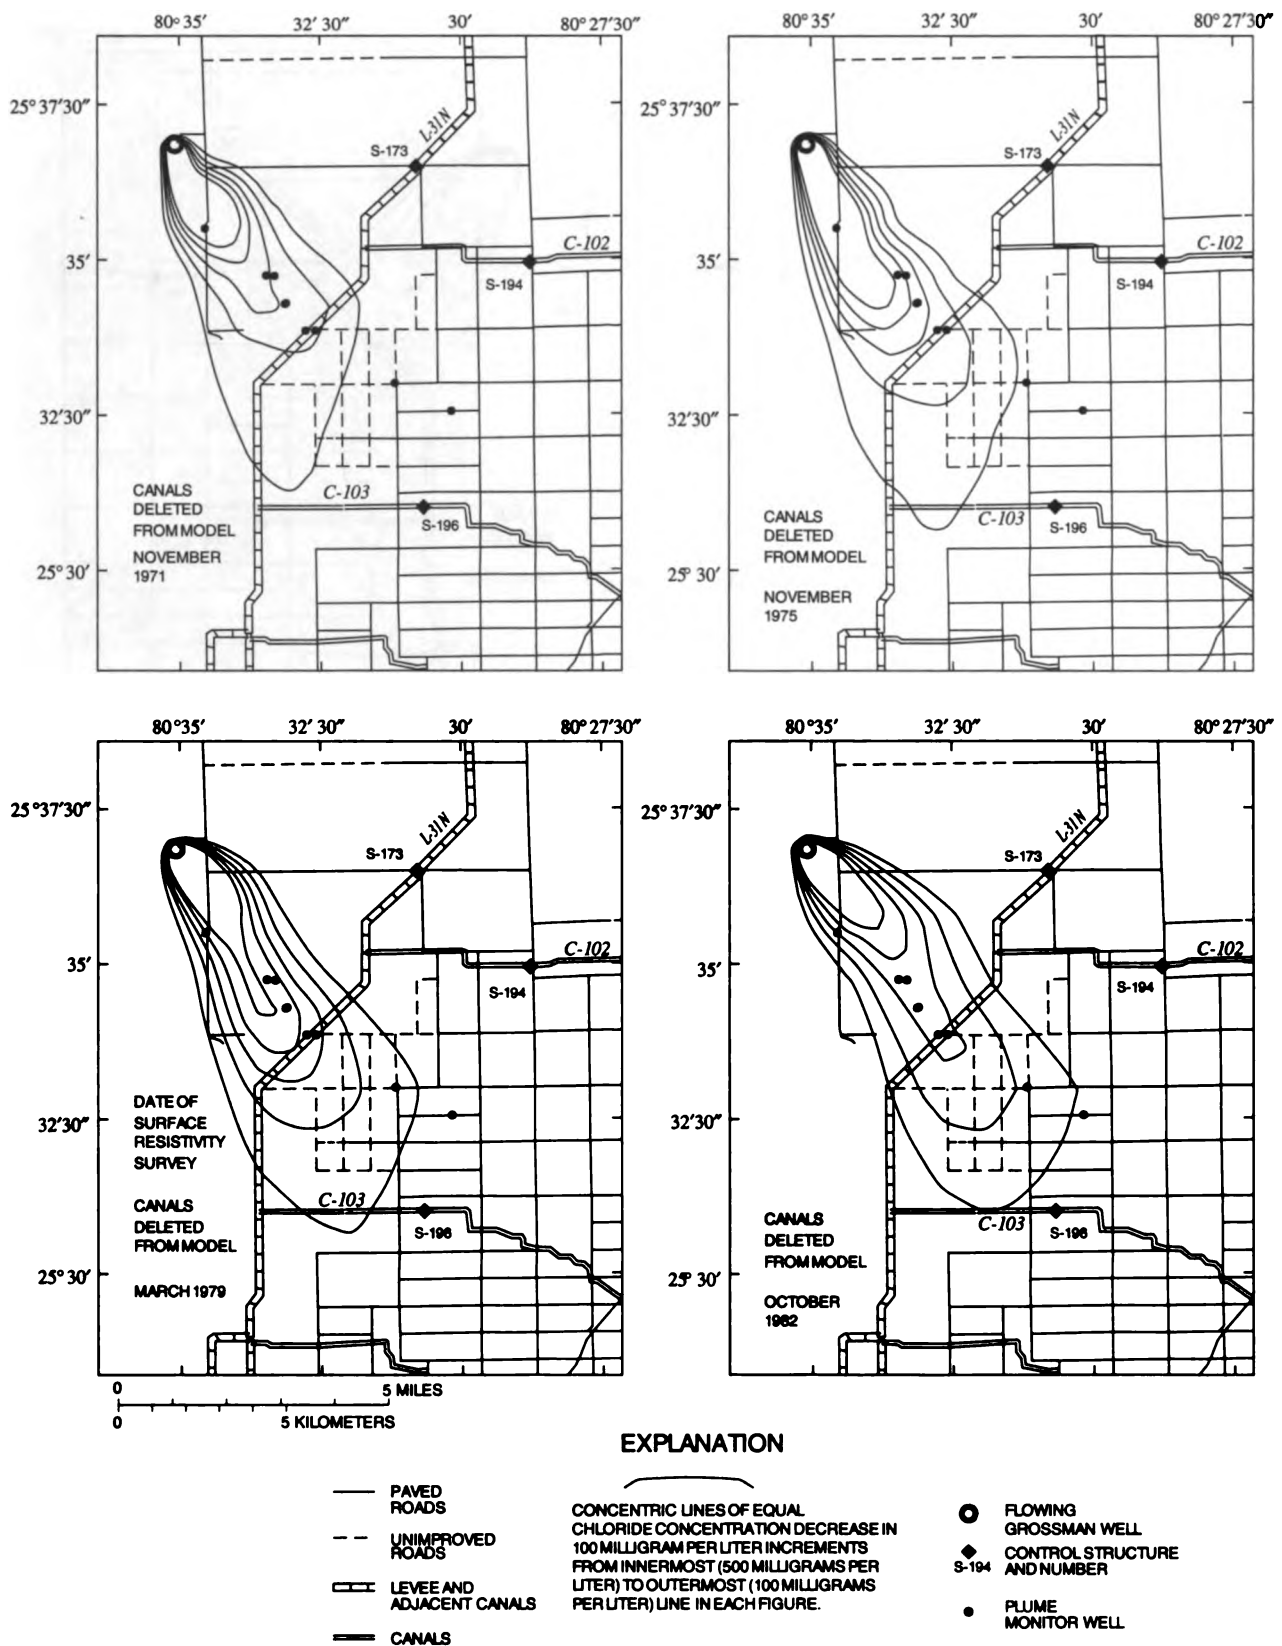 80° 35′ 32′ 30″ 30′ 80° 27′ 30″
25° 37′ 30″
L-31N
S-173
35′
C-102
S-194
32′ 30″
CANALS
DELETED
FROM MODEL
C-103
S-196
NOVEMBER
1971
25° 30′
80° 35′ 32′ 30″ 30′ 80° 27′ 30″
25° 37′ 30″
L-31N
S-173
35′
C-102
S-194
32′ 30″
C-103
S-196
CANALS
DELETED
FROM MODEL
25° 30′
NOVEMBER
1975
80° 35′ 32′ 30″ 30′ 80° 27′ 30″
25° 37′ 30″
L-31N
S-173
35′
C-102
S-194
DATE OF
SURFACE
RESISTIVITY
SURVEY
32′ 30″
C-103
S-196
CANALS
DELETED
FROM MODEL
25° 30′
MARCH 1979
80° 35′ 32′ 30″ 30′ 80° 27′ 30″
25° 37′ 30″
L-31N
S-173
35′
C-102
S-194
32′ 30″
C-103
S-196
CANALS
DELETED
FROM MODEL
25° 30′
OCTOBER
1982
0 5 MILES
0 5 KILOMETERS
EXPLANATION
PAVED
ROADS
UNIMPROVED
ROADS
LEVEE AND
ADJACENT CANALS
CANALS
CONCENTRIC LINES OF EQUAL
CHLORIDE CONCENTRATION DECREASE IN
100 MILLIGRAM PER LITER INCREMENTS
FROM INNERMOST (500 MILLIGRAMS PER
LITER) TO OUTERMOST (100 MILLIGRAMS
PER LITER) LINE IN EACH FIGURE.
FLOWING
GROSSMAN WELL
S-194 CONTROL STRUCTURE
AND NUMBER
PLUME
MONITOR WELL